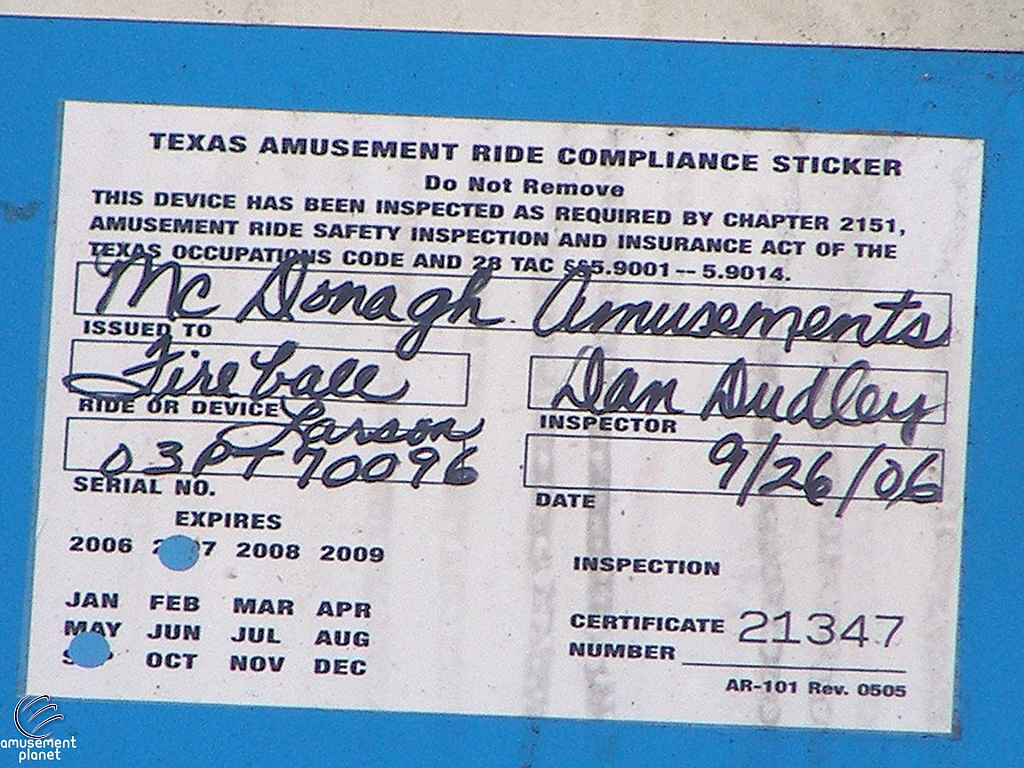 TEXAS AMUSEMENT RIDE COMPLIANCE STICKER
Do Not Remove
THIS DEVICE HAS BEEN INSPECTED AS REQUIRED BY CHAPTER 2151,
AMUSEMENT RIDE SAFETY INSPECTION AND INSURANCE ACT OF THE
TEXAS OCCUPATIONS CODE AND 28 TAC §§5.9001 -- 5.9014.
Mc Donagh Amusements
ISSUED TO
Fireball
Dan Dudley
RIDE OR DEVICE
INSPECTOR
Larson
03PT70096
9/26/06
SERIAL NO.
DATE
EXPIRES
2006 2 7 2008 2009
INSPECTION
JAN FEB MAR APR
MAY JUN JUL AUG
S OCT NOV DEC
CERTIFICATE 21347
NUMBER
AR-101 Rev. 0505
amusement
planet